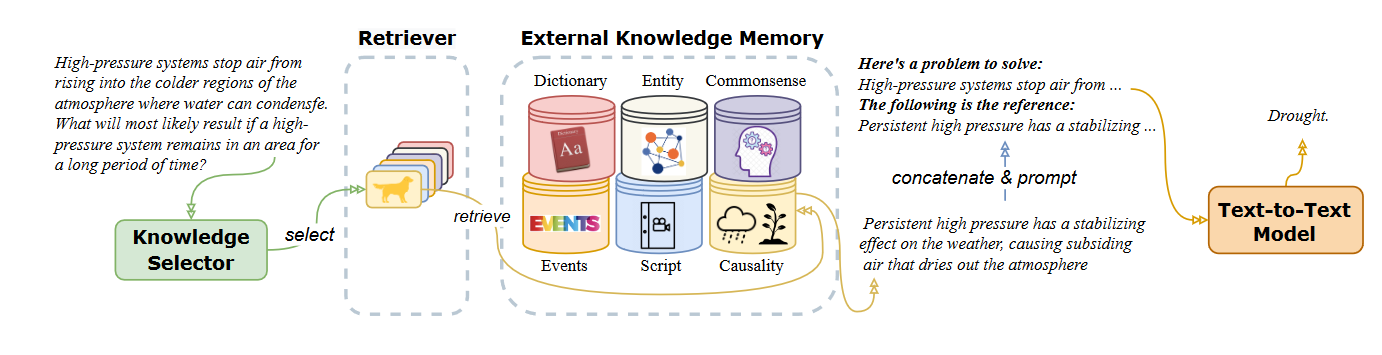 High-pressure systems stop air from
rising into the colder regions of the
atmosphere where water can condensfe.
What will most likely result if a high-
pressure system remains in an area for
a long period of time?
Knowledge
Selector
select
Retriever
retrieve
External Knowledge Memory
Dictionary
Entity
Commonsense
Dictionary
Aa
EVENTS
Events
Script
Causality
Here's a problem to solve:
High-pressure systems stop air from ...
The following is the reference:
Persistent high pressure has a stabilizing ...
concatenate & prompt
Persistent high pressure has a stabilizing
effect on the weather, causing subsiding
air that dries out the atmosphere
Drought.
Text-to-Text
Model